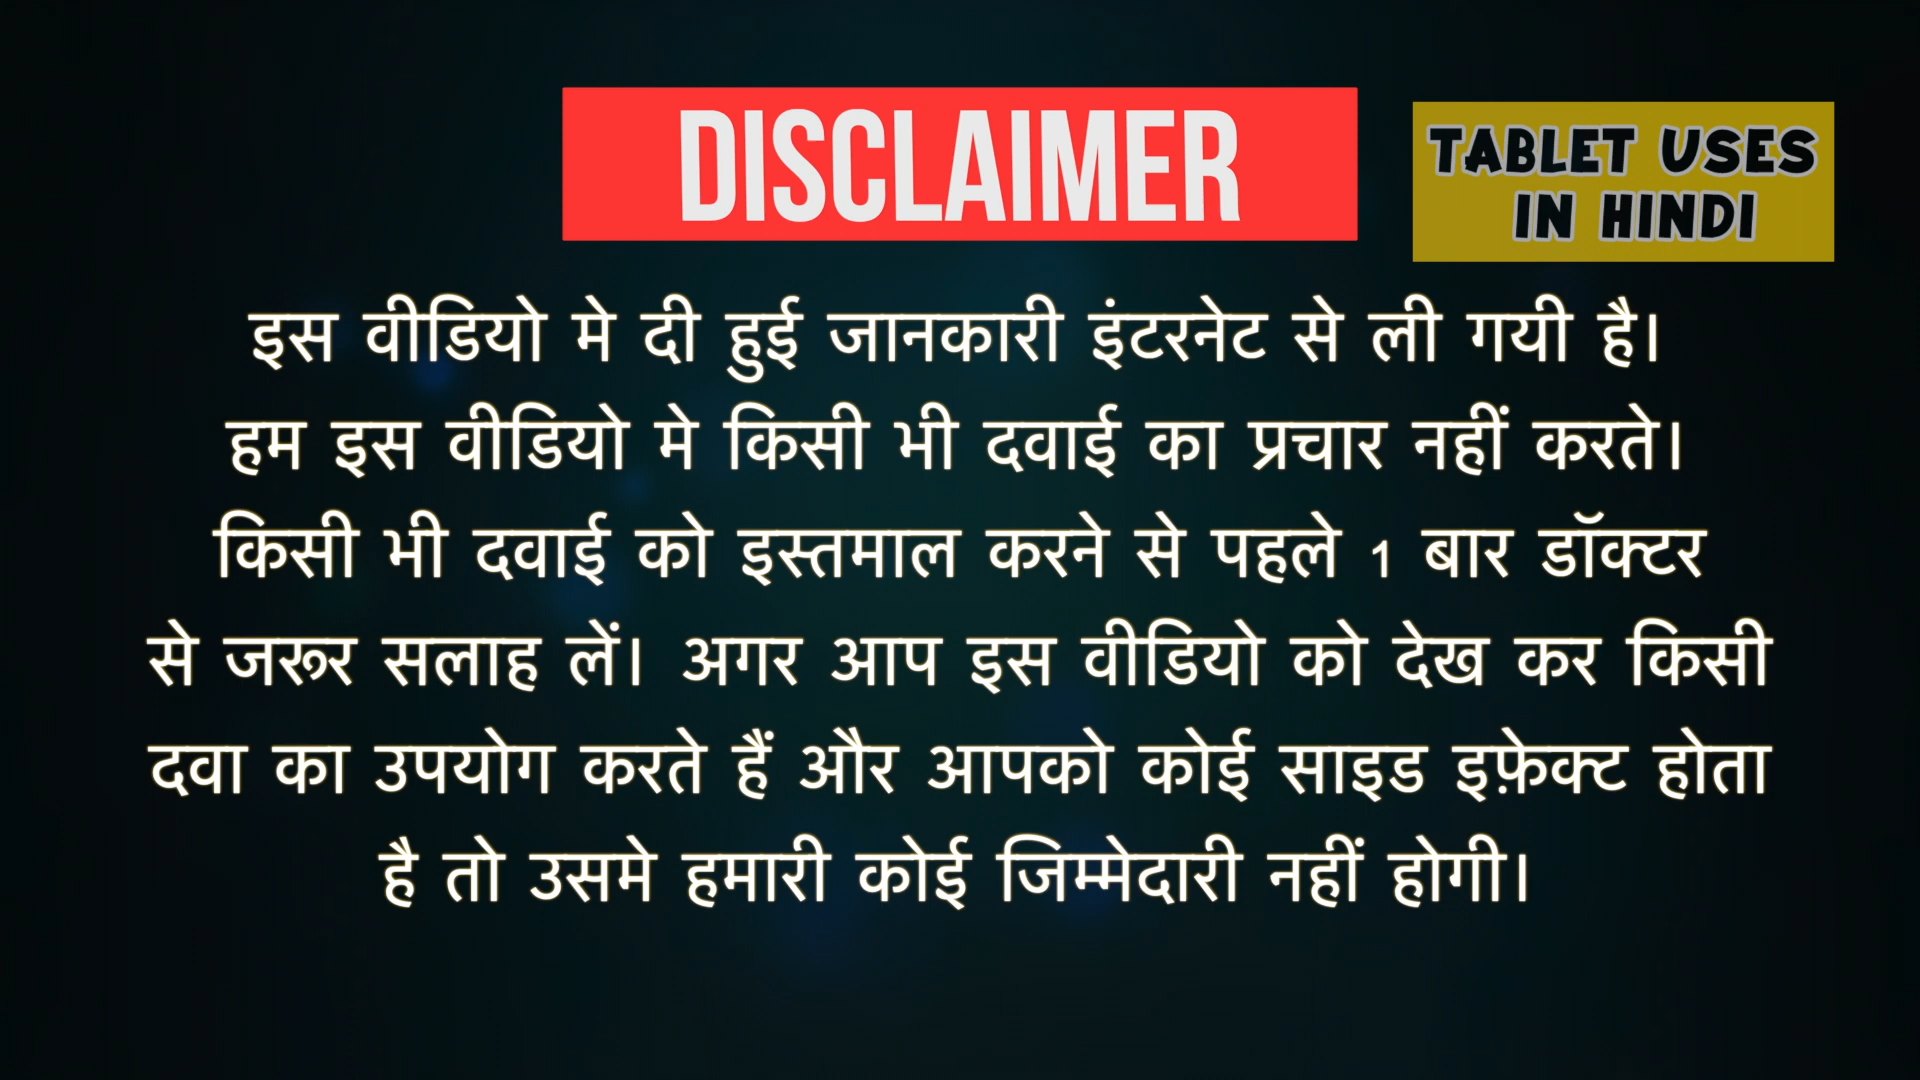 DISCLAIMER
TABLET USES
IN HINDI
इस वीडियो मे दी हुई जानकारी इंटरनेट से ली गयी है।
हम इस वीडियो मे किसी भी दवाई का प्रचार नहीं करते।
किसी भी दवाई को इस्तमाल करने से पहले 1 बार डॉक्टर
से जरूर सलाह लें। अगर आप इस वीडियो को देख कर किसी
दवा का उपयोग करते हैं और आपको कोई साइड इफ़ेक्ट होता
है तो उसमे हमारी कोई जिम्मेदारी नहीं होगी।